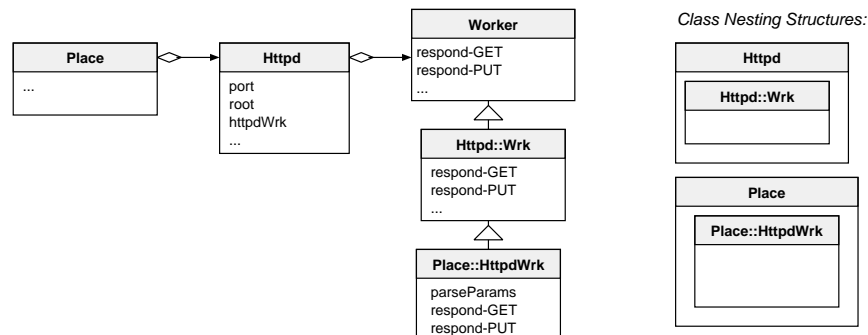 Worker
Class Nesting Structures:
Place
Httpd
respond-GET
respond-PUT
...
...
port
root
httpdWrk
...
Httpd::Wrk
respond-GET
respond-PUT
...
Place::HttpdWrk
parseParams
respond-GET
respond-PUT
Httpd
Httpd::Wrk
Place
Place::HttpdWrk